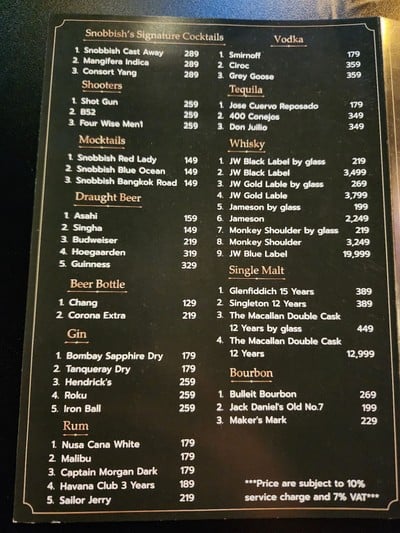 Snobbish's Signature Cocktails
1. Snobbish Cast Away 289
2. Mangifera Indica 289
3. Consort Yang 289
Shooters
1. Shot Gun 259
2. B52 259
3. Four Wise Men1 259
Mocktails
1. Snobbish Red Lady 149
2. Snobbish Blue Ocean 149
3. Snobbish Bangkok Road 149
Draught Beer
1. Asahi 159
2. Singha 149
3. Budweiser 219
4. Hoegaarden 319
5. Guinness 329
Beer Bottle
1. Chang 129
2. Corona Extra 219
Gin
1. Bombay Sapphire Dry 179
2. Tanqueray Dry 179
3. Hendrick's 259
4. Roku 259
5. Iron Ball 259
Rum
1. Nusa Cana White 179
2. Malibu 179
3. Captain Morgan Dark 179
4. Havana Club 3 Years 189
5. Sailor Jerry 219
Vodka
1. Smirnoff 179
2. Ciroc 359
3. Grey Goose 359
Tequila
1. Jose Cuervo Reposado 179
2. 400 Conejos 349
3. Don Juilio 349
Whisky
1. JW Black Label by glass 219
2. JW Black Label 3,499
3. JW Gold Lable by glass 269
4. JW Gold Lable 3,799
5. Jameson by glass 199
6. Jameson 2,249
7. Monkey Shoulder by glass 219
8. Monkey Shoulder 3,249
9. JW Blue Label 19,999
Single Malt
1. Glenfiddich 15 Years 389
2. Singleton 12 Years 389
3. The Macallan Double Cask
12 Years by glass 449
4. The Macallan Double Cask
12 Years 12,999
Bourbon
1. Bulleit Bourbon 269
2. Jack Daniel's Old No.7 199
3. Maker's Mark 229
***Price are subject to 10%
service charge and 7% VAT***